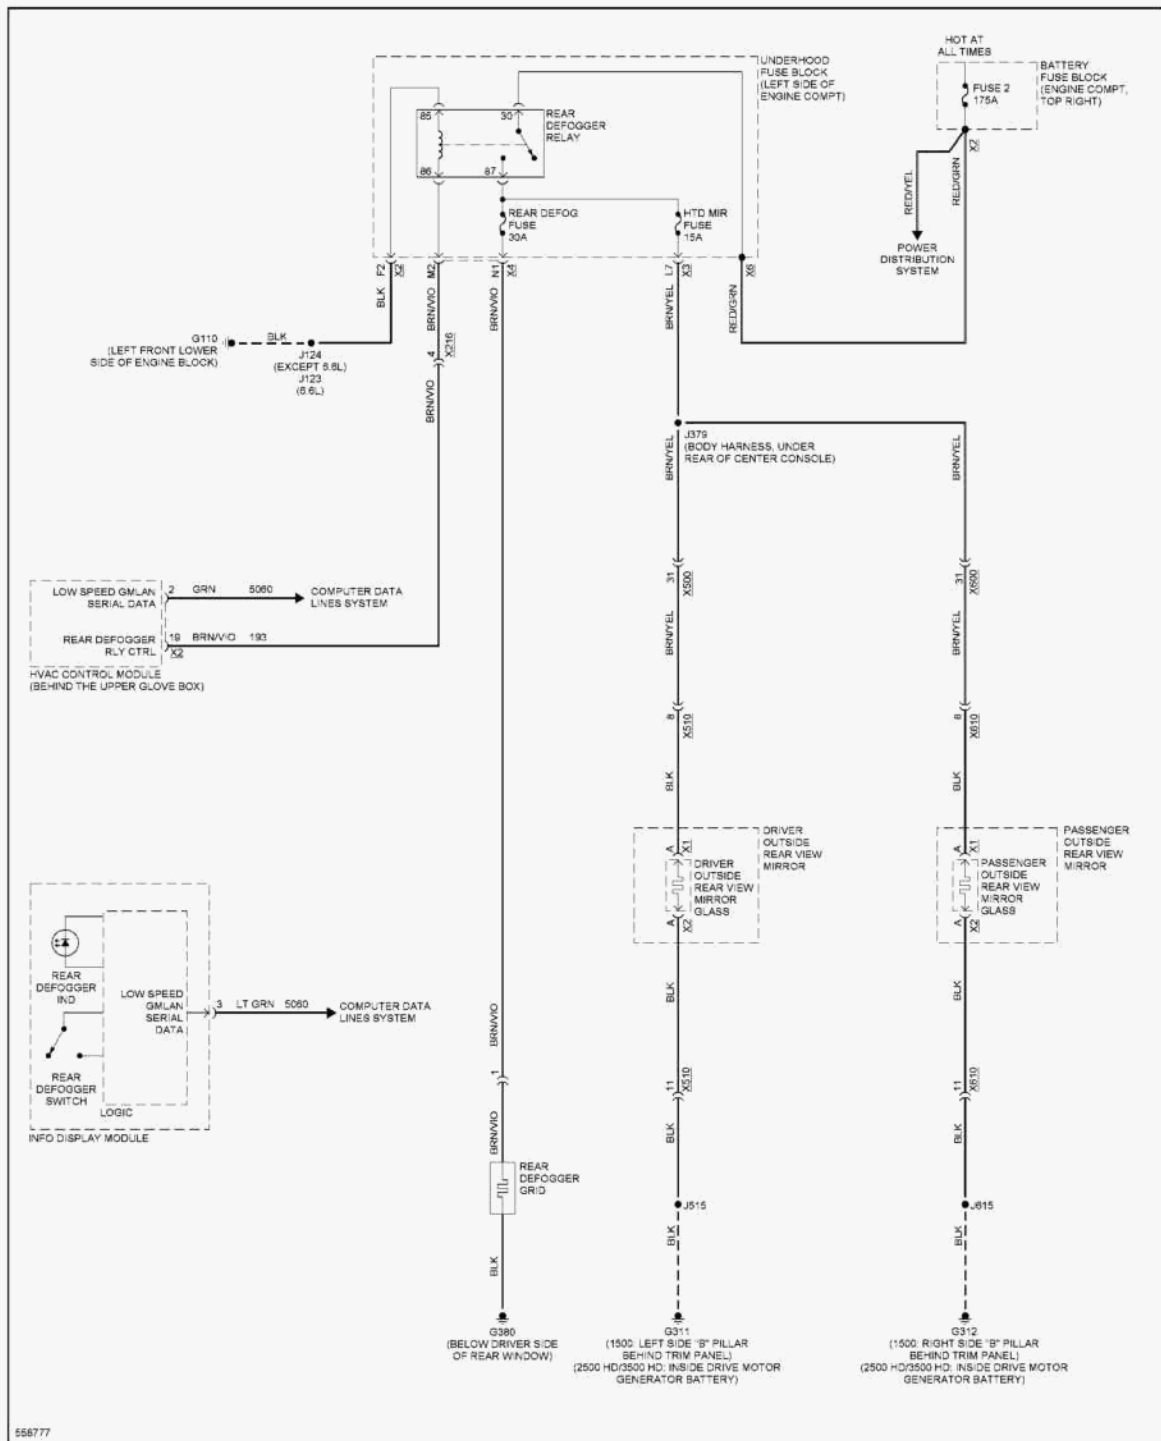 HOT AT
ALL TIMES
BATTERY
FUSE BLOCK
(ENGINE COMPT,
TOP RIGHT)
FUSE 2
175A
X2
RED/YEL
RED/GRN
POWER
DISTRIBUTION
SYSTEM
UNDERHOOD
FUSE BLOCK
(LEFT SIDE OF
ENGINE COMPT)
85
30
REAR
DEFOGGER
RELAY
86
87
REAR DEFOG
FUSE
30A
HTD MIR
FUSE
15A
F2
X2
M2
N1
X4
L7
X3
X6
BLK
BRN/VIO
BRN/VIO
BRN/YEL
RED/GRN
G110
(LEFT FRONT LOWER
SIDE OF ENGINE BLOCK)
BLK
J124
(EXCEPT 6.6L)
J123
(6.6L)
4
X216
BRN/VIO
J379
(BODY HARNESS, UNDER
REAR OF CENTER CONSOLE)
BRN/YEL
BRN/YEL
31
X500
31
X600
LOW SPEED GMLAN
SERIAL DATA
2
GRN
5060
COMPUTER DATA
LINES SYSTEM
REAR DEFOGGER
RLY CTRL
19
BRN/VIO
193
X2
HVAC CONTROL MODULE
(BEHIND THE UPPER GLOVE BOX)
BRN/YEL
BRN/YEL
8
X510
8
X610
BLK
BLK
DRIVER
OUTSIDE
REAR VIEW
MIRROR
A
X1
DRIVER
OUTSIDE
REAR VIEW
MIRROR
GLASS
A
X2
PASSENGER
OUTSIDE
REAR VIEW
MIRROR
A
X1
PASSENGER
OUTSIDE
REAR VIEW
MIRROR
GLASS
A
X2
REAR
DEFOGGER
IND
LOW SPEED
GMLAN
SERIAL
DATA
3
LT GRN
5060
COMPUTER DATA
LINES SYSTEM
REAR
DEFOGGER
SWITCH
LOGIC
INFO DISPLAY MODULE
BRN/VIO
1
BRN/VIO
REAR
DEFOGGER
GRID
BLK
BLK
BLK
11
X510
11
X610
BLK
BLK
J515
J615
BLK
BLK
G380
(BELOW DRIVER SIDE
OF REAR WINDOW)
G311
(1500: LEFT SIDE "B" PILLAR
BEHIND TRIM PANEL)
(2500 HD/3500 HD: INSIDE DRIVE MOTOR
GENERATOR BATTERY)
G312
(1500: RIGHT SIDE "B" PILLAR
BEHIND TRIM PANEL)
(2500 HD/3500 HD: INSIDE DRIVE MOTOR
GENERATOR BATTERY)